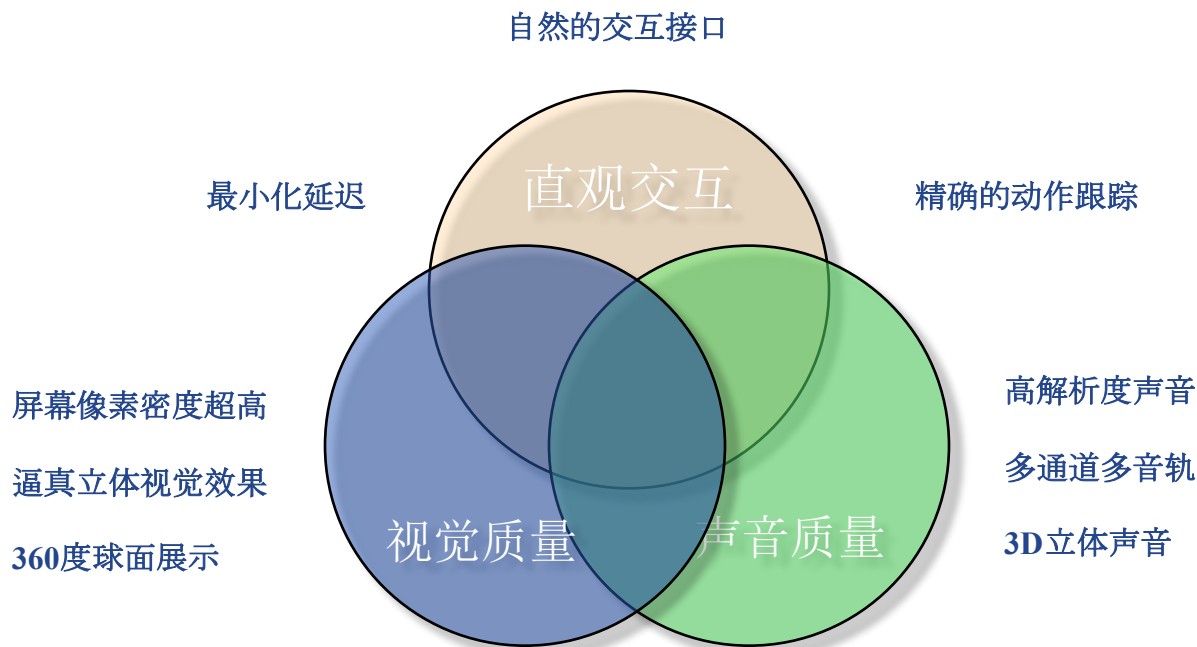 自然的交互接口
直观交互
最小化延迟
精确的动作跟踪
屏幕像素密度超高
逼真立体视觉效果
360度球面展示
高解析度声音
多通道多音轨
3D立体声音
视觉质量
声音质量